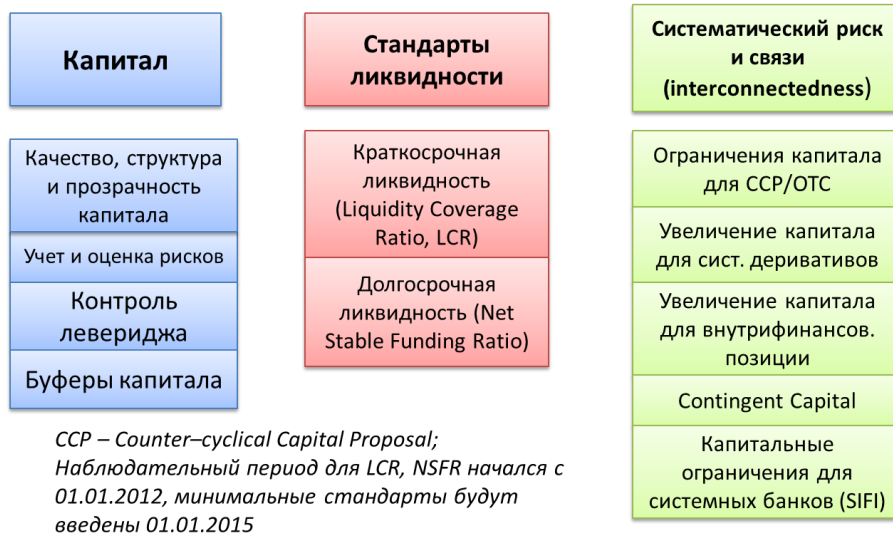 Капитал
Качество, структура
и прозрачность
капитала
Учет и оценка рисков
Контроль
левериджа
Буферы капитала
Стандарты
ликвидности
Краткосрочная
ликвидность
(Liquidity Coverage
Ratio, LCR)
Долгосрочная
ликвидность (Net
Stable Funding Ratio)
Систематический риск
и связи
(interconnectedness)
Ограничения капитала
для CCP/OTC
Увеличение капитала
для сист. деривативов
Увеличение капитала
для внутрифинансов.
позиции
Contingent Capital
Капитальные
ограничения для
системных банков (SIFI)
CCP – Counter–cyclical Capital Proposal;
Наблюдательный период для LCR, NSFR начался с
01.01.2012, минимальные стандарты будут
введены 01.01.2015